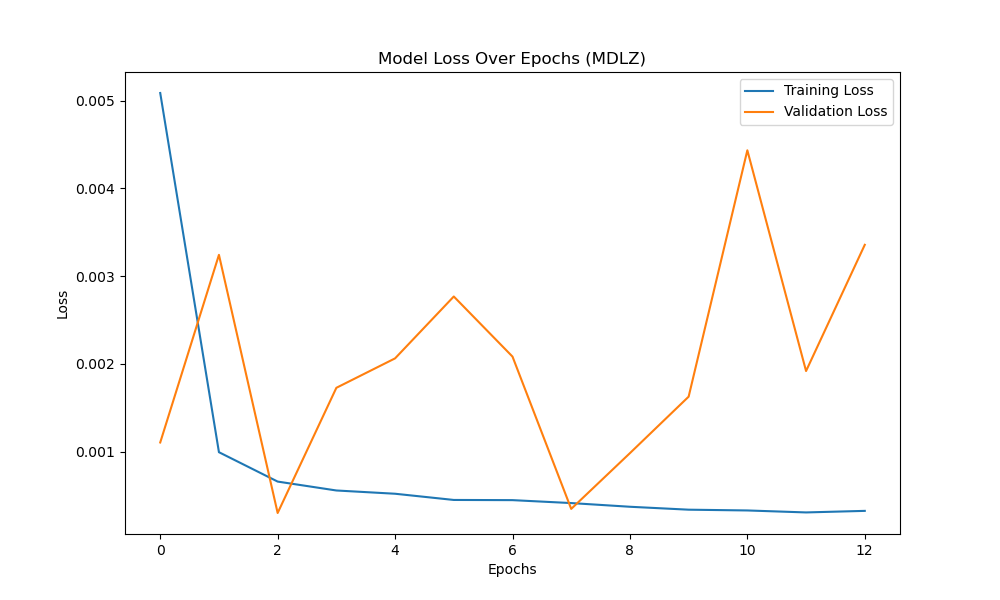 Model Loss Over Epochs (MDLZ)
Training Loss
Validation Loss
0.005
0.004
0.003
0.002
0.001
Loss
0 2 4 6 8 10 12
Epochs